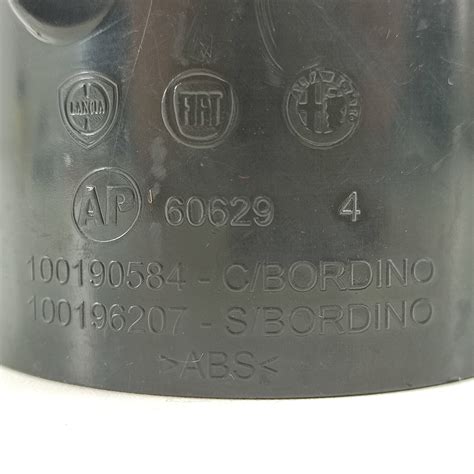 LANCIA FIAT
AP 60629 4
100190584 - C/BORDINO
100196207 - S/BORDINO
>ABS<